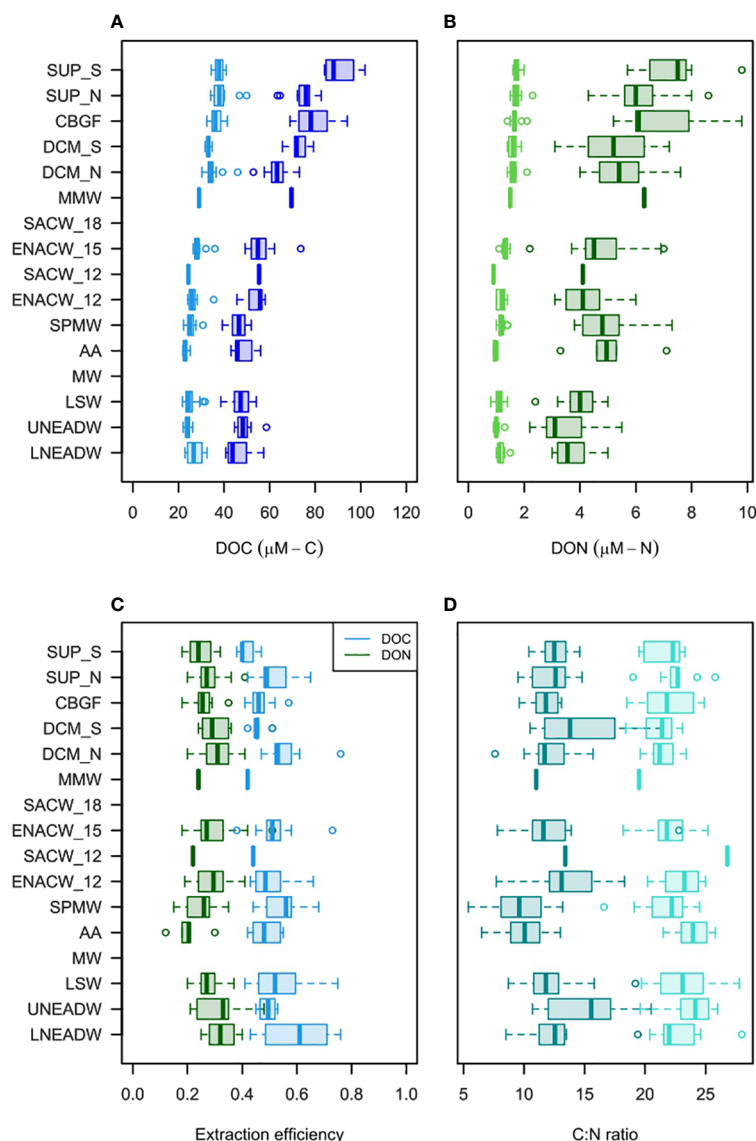 A
B
SUP_S
SUP_N
CBGF
DCM_S
DCM_N
MMW
SACW_18
ENACW_15
SACW_12
ENACW_12
SPMW
AA
MW
LSW
UNEADW
LNEADW
0 20 40 60 80 100 120
0 2 4 6 8 10
DOC (μM – C)
DON (μM – N)
C
D
DOC
DON
SUP_S
SUP_N
CBGF
DCM_S
DCM_N
MMW
SACW_18
ENACW_15
SACW_12
ENACW_12
SPMW
AA
MW
LSW
UNEADW
LNEADW
0.0 0.2 0.4 0.6 0.8 1.0
5 10 15 20 25
Extraction efficiency
C:N ratio